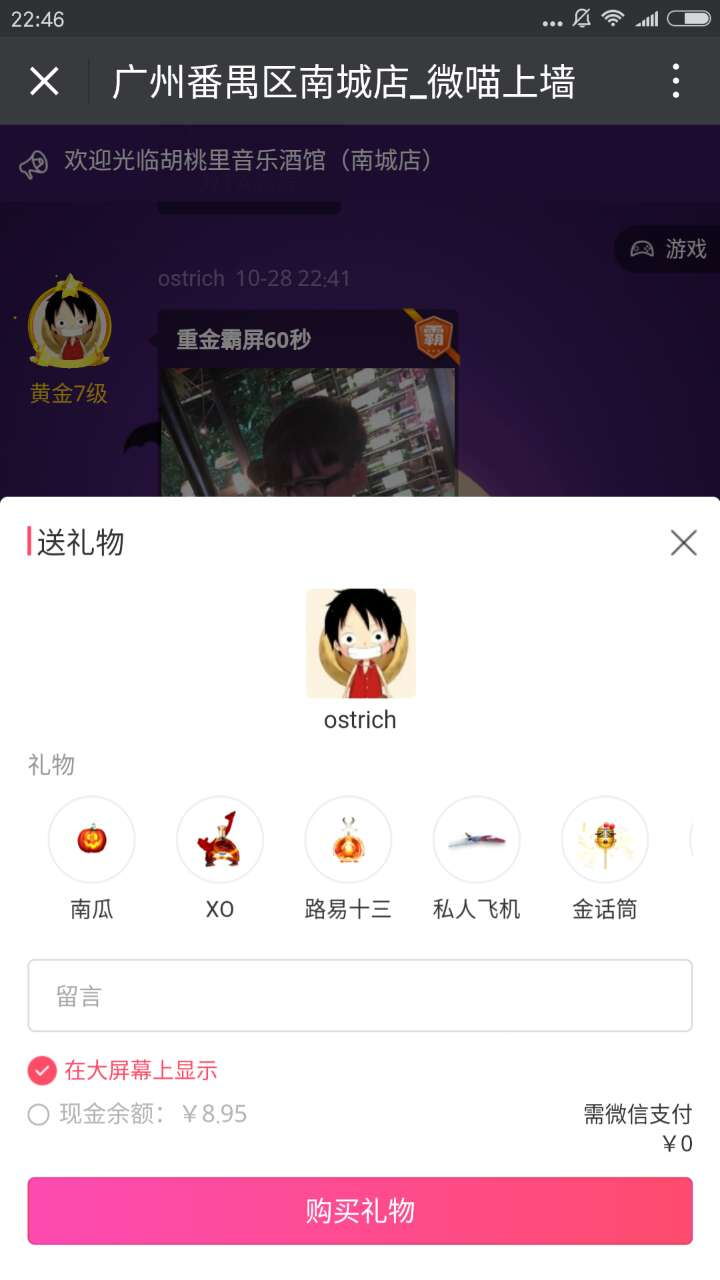 22:46
广州番禺区南城店_微喵上墙
欢迎光临胡桃里音乐酒馆（南城店）
游戏
ostrich 10-28 22:41
重金霸屏60秒
霸
黄金7级
送礼物
ostrich
礼物
南瓜 XO 路易十三 私人飞机 金话筒
留言
在大屏幕上显示
现金余额：￥8.95
需微信支付
￥0
购买礼物